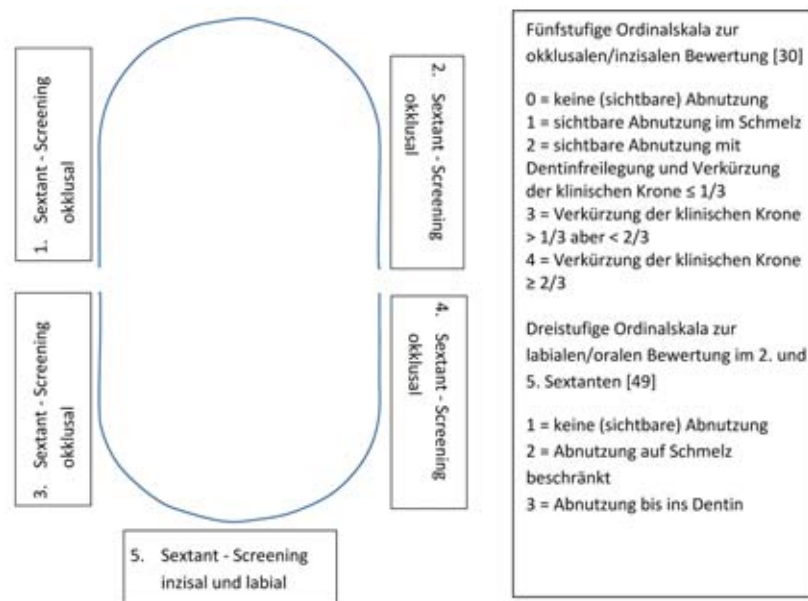 1. Sextant - Screening
okklusal
2. Sextant - Screening
okklusal
3. Sextant - Screening
okklusal
4. Sextant - Screening
okklusal
5. Sextant - Screening
inzisal und labial
Fünfstufige Ordinalskala zur
okklusalen/inzisalen Bewertung [30]
0 = keine (sichtbare) Abnutzung
1 = sichtbare Abnutzung im Schmelz
2 = sichtbare Abnutzung mit
Dentinfreilegung und Verkürzung
der klinischen Krone ≤ 1/3
3 = Verkürzung der klinischen Krone
> 1/3 aber < 2/3
4 = Verkürzung der klinischen Krone
≥ 2/3
Dreistufige Ordinalskala zur
labialen/oralen Bewertung im 2. und
5. Sextanten [49]
1 = keine (sichtbare) Abnutzung
2 = Abnutzung auf Schmelz
beschränkt
3 = Abnutzung bis ins Dentin